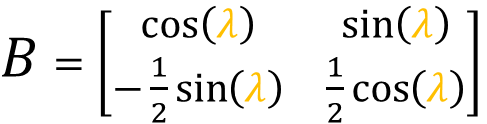 B = [ cos(λ) sin(λ)
-1/2 sin(λ) 1/2 cos(λ) ]